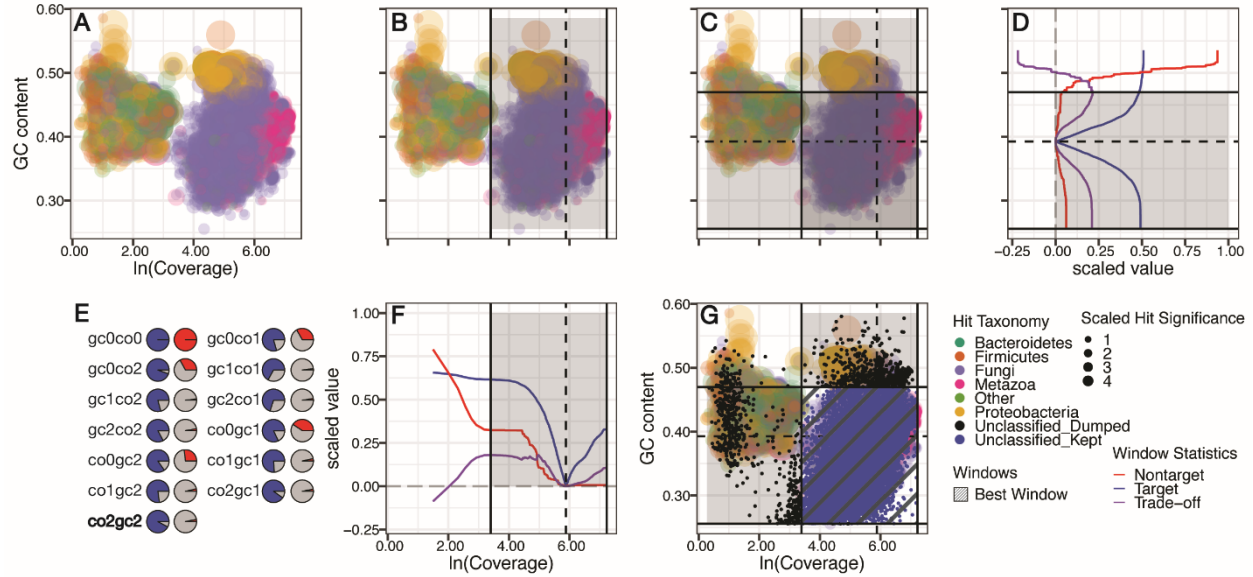 A
B
C
D
0.60
0.50
0.40
0.30
GC content
0.00 2.00 4.00 6.00
ln(Coverage)
−0.25 0.00 0.25 0.50 0.75 1.00
scaled value
E
gc0co0 gc0co1
gc0co2 gc1co1
gc1co2 gc2co1
gc2co2 co0gc1
co0gc2 co1gc1
co1gc2 co2gc1
co2gc2
F
1.00
0.75
0.50
0.25
0.00
−0.25
scaled value
0.00 2.00 4.00 6.00
ln(Coverage)
G
0.60
0.50
0.40
0.30
GC content
0.00 2.00 4.00 6.00
ln(Coverage)
Hit Taxonomy
Bacteroidetes
Firmicutes
Fungi
Metazoa
Other
Proteobacteria
Unclassified_Dumped
Unclassified_Kept
Windows
Best Window
Scaled Hit Significance
1
2
3
4
Window Statistics
Nontarget
Target
Trade-off